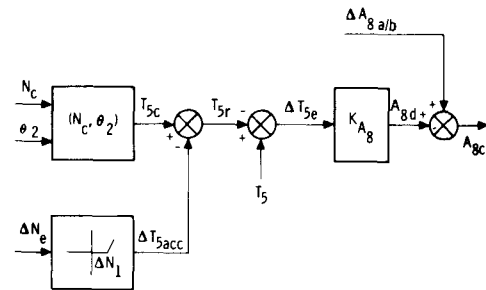 ΔA8 a/b
Nc
θ2
(Nc, θ2)
T5c
+
-
T5r
-
+
ΔT5e
T5
KA8
A8d
+
+
-
A8c
ΔNe
ΔN1
ΔT5acc